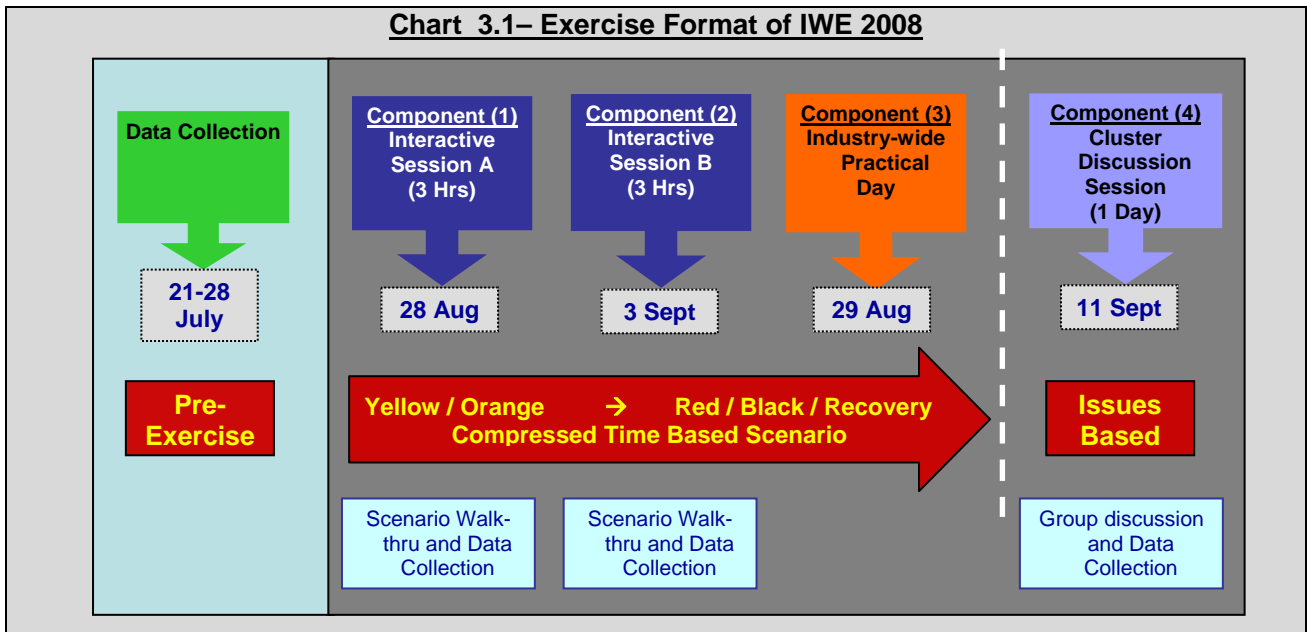 Chart 3.1– Exercise Format of IWE 2008
Data Collection
21-28
July
Pre-
Exercise
Component (1)
Interactive
Session A
(3 Hrs)
28 Aug
Component (2)
Interactive
Session B
(3 Hrs)
3 Sept
Component (3)
Industry-wide
Practical
Day
29 Aug
Component (4)
Cluster
Discussion
Session
(1 Day)
11 Sept
Yellow / Orange → Red / Black / Recovery
Compressed Time Based Scenario
Issues
Based
Scenario Walk-
thru and Data
Collection
Scenario Walk-
thru and Data
Collection
Group discussion
and Data
Collection